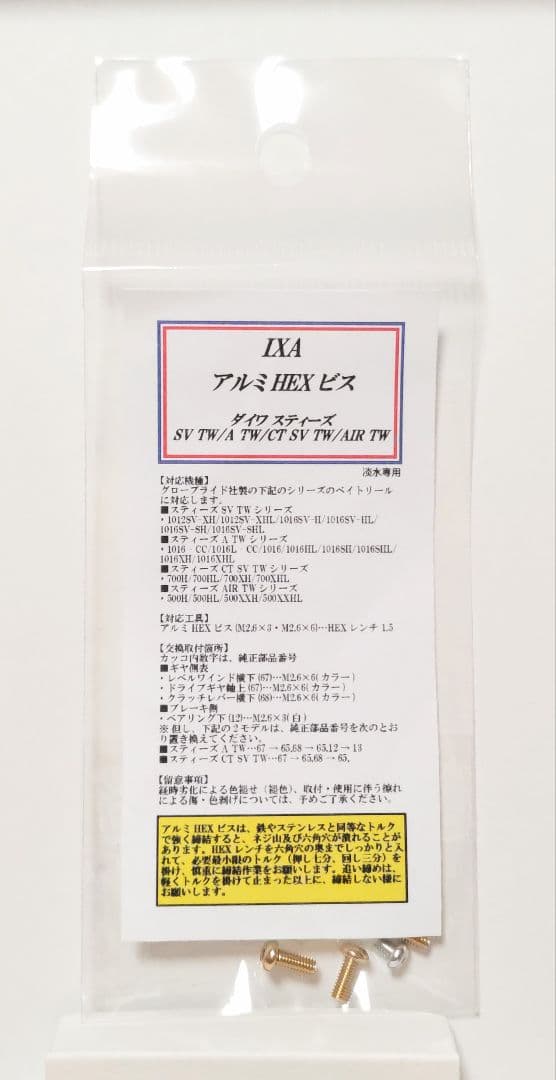 IXA
アルミ HEX ビス
ダイワ スティーズ
SV TW/A TW/CT SV TW/AIR TW
淡水専用
【対応機種】
グローブライド社製の下記のシリーズのベイトリール
に対応します。
■スティーズ SV TW シリーズ
・1012SV-XH/1012SV-XHL/1016SV-H/1016SV-HL/
1016SV-SH/1016SV-SHL
■スティーズ A TW シリーズ
・1016‐CC/1016L‐CC/1016/1016HL/1016SH/1016SHL/
1016XH/1016XHL
■スティーズ CT SV TW シリーズ
・700H/700HL/700XH/700XHL
■スティーズ AIR TW シリーズ
・500H/500HL/500XXH/500XXHL
【対応工具】
アルミ HEX ビス(M2.6×3・M2.6×6)…HEX レンチ 1.5
【交換取付箇所】
カッコ内数字は、純正部品番号
■ギヤ側表
・レベルワインド横下(67)…M2.6×6(カラー)
・ドライブギヤ軸上(67)…M2.6×6(カラー)
・クラッチレバー横下(68)…M2.6×6(カラー)
■ブレーキ側
・ベアリング下(12)…M2.6×3(白)
※但し、下記の2モデルは、純正部品番号を次のとお
り置き換えてください。
■スティーズ A TW…67→65,68→65,12→13
■スティーズ CT SV TW…67→65,68→65,
【留意事項】
経時劣化による色褪せ(褪色)、取付・使用に伴う擦れ
による傷・色剥げについては、予めご了承ください。
アルミ HEX ビスは、鉄やステンレスと同等なトルク
で強く締結すると、ネジ山及び六角穴が潰れることが
あります。HEX レンチを六角穴の奥までしっかりと入
れて、必要最小限のトルク(押し七分、回し三分)を
掛け、慎重に締結作業をお願いします。追い締めは、
軽くトルクを掛けて止まった以上に、締結しない様に
お願いします。